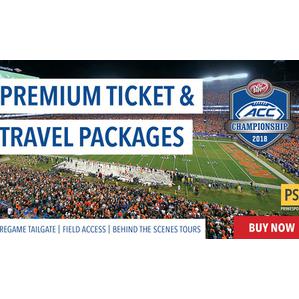 PREMIUM TICKET &
TRAVEL PACKAGES
Dr Pepper
ACC
CHAMPIONSHIP
2018
PS
PRIMESPOR
REGAME TAILGATE | FIELD ACCESS | BEHIND THE SCENES TOURS
BUY NOW